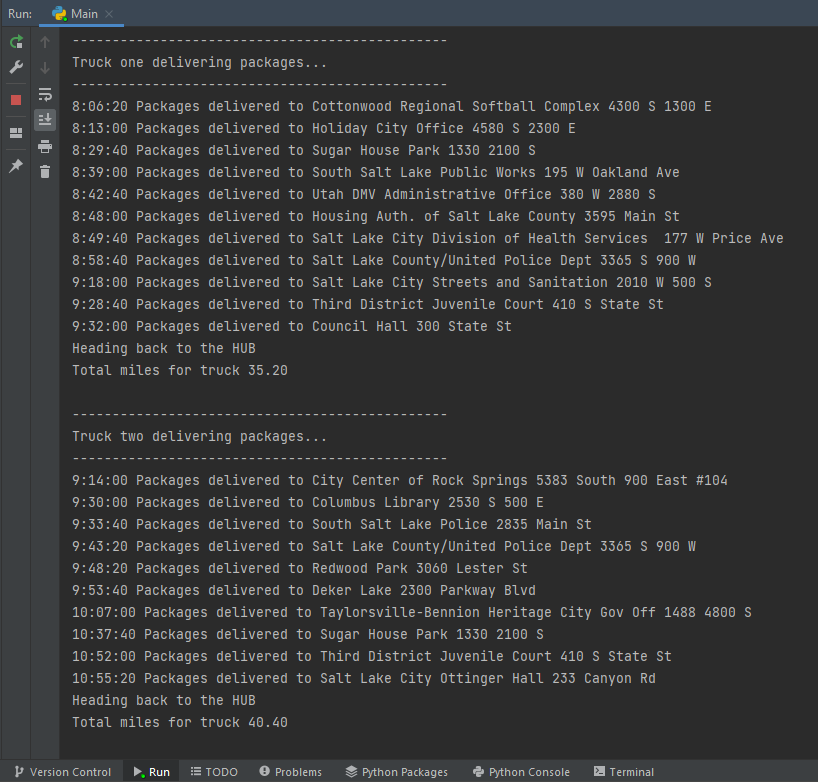 Run: Main
-----------------------------------------------
Truck one delivering packages...
-----------------------------------------------
8:06:20 Packages delivered to Cottonwood Regional Softball Complex 4300 S 1300 E
8:13:00 Packages delivered to Holiday City Office 4580 S 2300 E
8:29:40 Packages delivered to Sugar House Park 1330 2100 S
8:39:00 Packages delivered to South Salt Lake Public Works 195 W Oakland Ave
8:42:40 Packages delivered to Utah DMV Administrative Office 380 W 2880 S
8:48:00 Packages delivered to Housing Auth. of Salt Lake County 3595 Main St
8:49:40 Packages delivered to Salt Lake City Division of Health Services  177 W Price Ave
8:58:40 Packages delivered to Salt Lake County/United Police Dept 3365 S 900 W
9:18:00 Packages delivered to Salt Lake City Streets and Sanitation 2010 W 500 S
9:28:40 Packages delivered to Third District Juvenile Court 410 S State St
9:32:00 Packages delivered to Council Hall 300 State St
Heading back to the HUB
Total miles for truck 35.20
-----------------------------------------------
Truck two delivering packages...
-----------------------------------------------
9:14:00 Packages delivered to City Center of Rock Springs 5383 South 900 East #104
9:30:00 Packages delivered to Columbus Library 2530 S 500 E
9:33:40 Packages delivered to South Salt Lake Police 2835 Main St
9:43:20 Packages delivered to Salt Lake County/United Police Dept 3365 S 900 W
9:48:20 Packages delivered to Redwood Park 3060 Lester St
9:53:40 Packages delivered to Deker Lake 2300 Parkway Blvd
10:07:00 Packages delivered to Taylorsville-Bennion Heritage City Gov Off 1488 4800 S
10:37:40 Packages delivered to Sugar House Park 1330 2100 S
10:52:00 Packages delivered to Third District Juvenile Court 410 S State St
10:55:20 Packages delivered to Salt Lake City Ottinger Hall 233 Canyon Rd
Heading back to the HUB
Total miles for truck 40.40
Version Control Run TODO Problems Python Packages Python Console Terminal